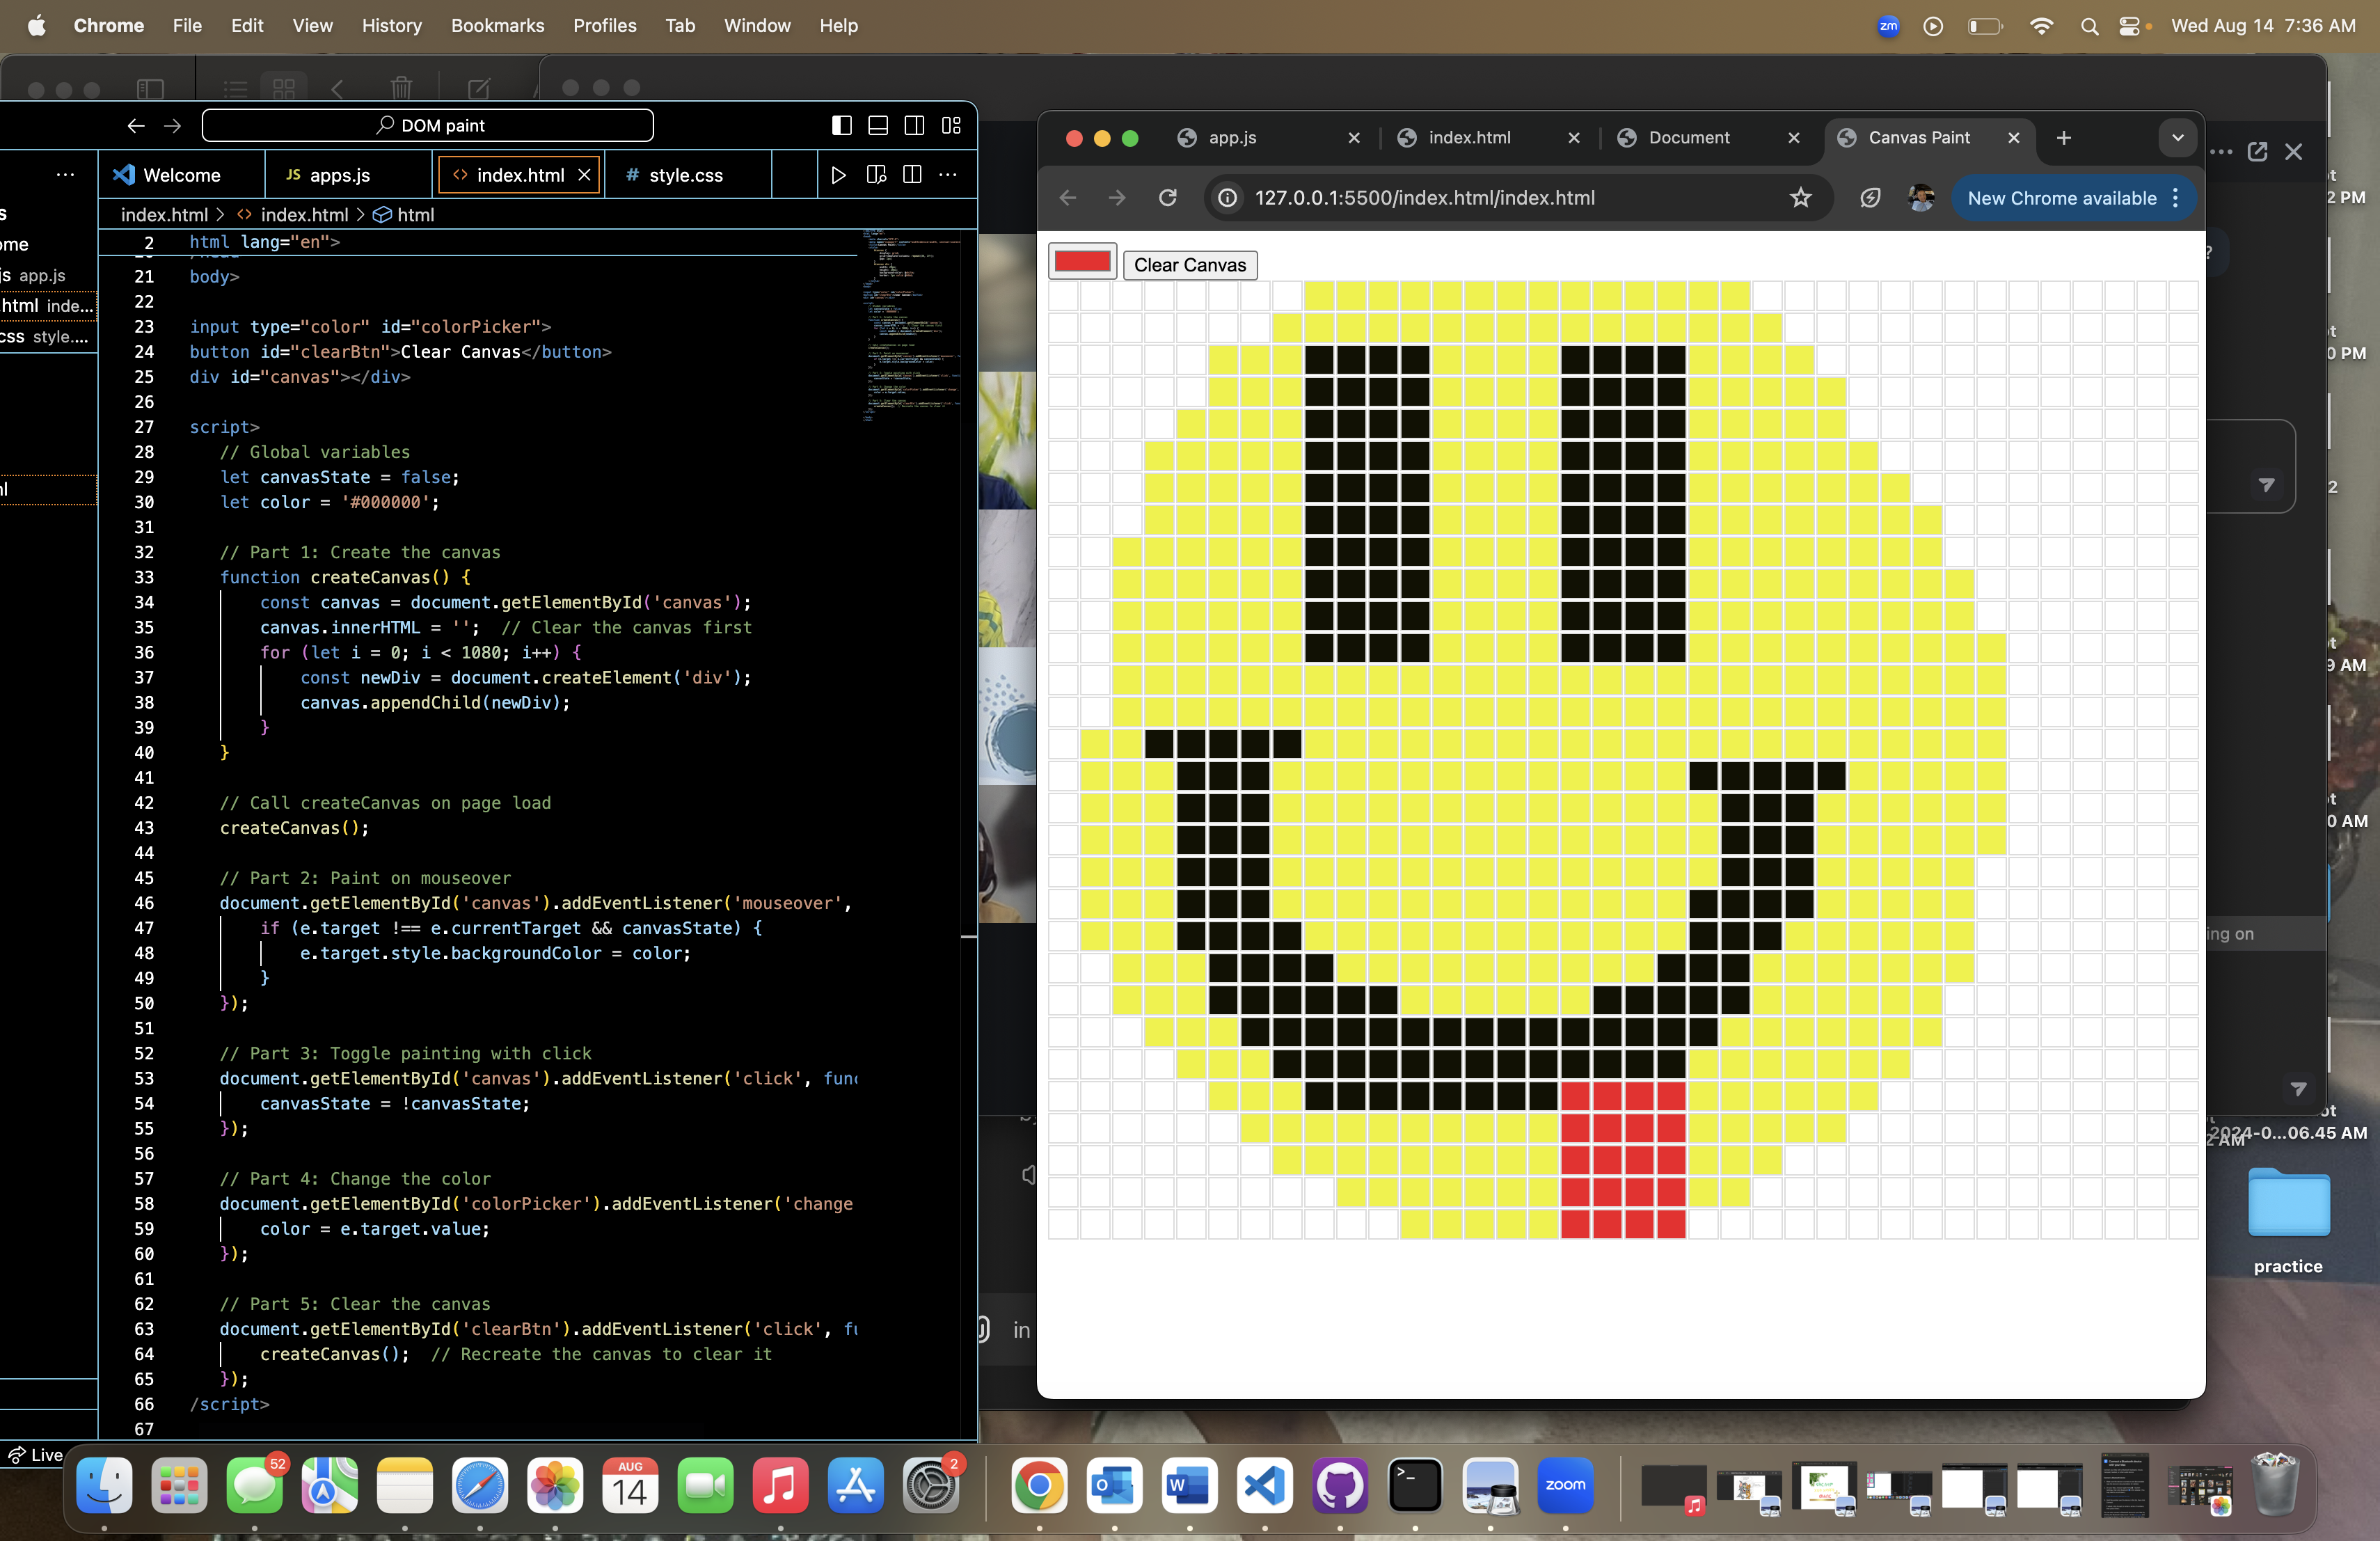 Chrome File Edit View History Bookmarks Profiles Tab Window Help
zm Wed Aug 14 7:36 AM
DOM paint
Welcome
JS apps.js
<> index.html
# style.css
index.html > <> index.html > html
ome
js app.js
.html inde...
css style....
2 html lang="en">
21 body>
22
23 input type="color" id="colorPicker">
24 button id="clearBtn">Clear Canvas</button>
25 div id="canvas"></div>
26
27 script>
28 // Global variables
29 let canvasState = false;
30 let color = '#000000';
31
32 // Part 1: Create the canvas
33 function createCanvas() {
34 const canvas = document.getElementById('canvas');
35 canvas.innerHTML = ''; // Clear the canvas first
36 for (let i = 0; i < 1080; i++) {
37 const newDiv = document.createElement('div');
38 canvas.appendChild(newDiv);
39 }
40 }
41
42 // Call createCanvas on page load
43 createCanvas();
44
45 // Part 2: Paint on mouseover
46 document.getElementById('canvas').addEventListener('mouseover',
47 if (e.target !== e.currentTarget && canvasState) {
48 e.target.style.backgroundColor = color;
49 }
50 });
51
52 // Part 3: Toggle painting with click
53 document.getElementById('canvas').addEventListener('click', func
54 canvasState = !canvasState;
55 });
56
57 // Part 4: Change the color
58 document.getElementById('colorPicker').addEventListener('change
59 color = e.target.value;
60 });
61
62 // Part 5: Clear the canvas
63 document.getElementById('clearBtn').addEventListener('click', fu
64 createCanvas(); // Recreate the canvas to clear it
65 });
66 /script>
67
Live
app.js
index.html
Document
Canvas Paint
127.0.0.1:5500/index.html/index.html
New Chrome available
Clear Canvas
in
2 PM
0 PM
9 AM
0 AM
ing on
2024-0...06.45 AM
practice
52
AUG
14
2
zoom